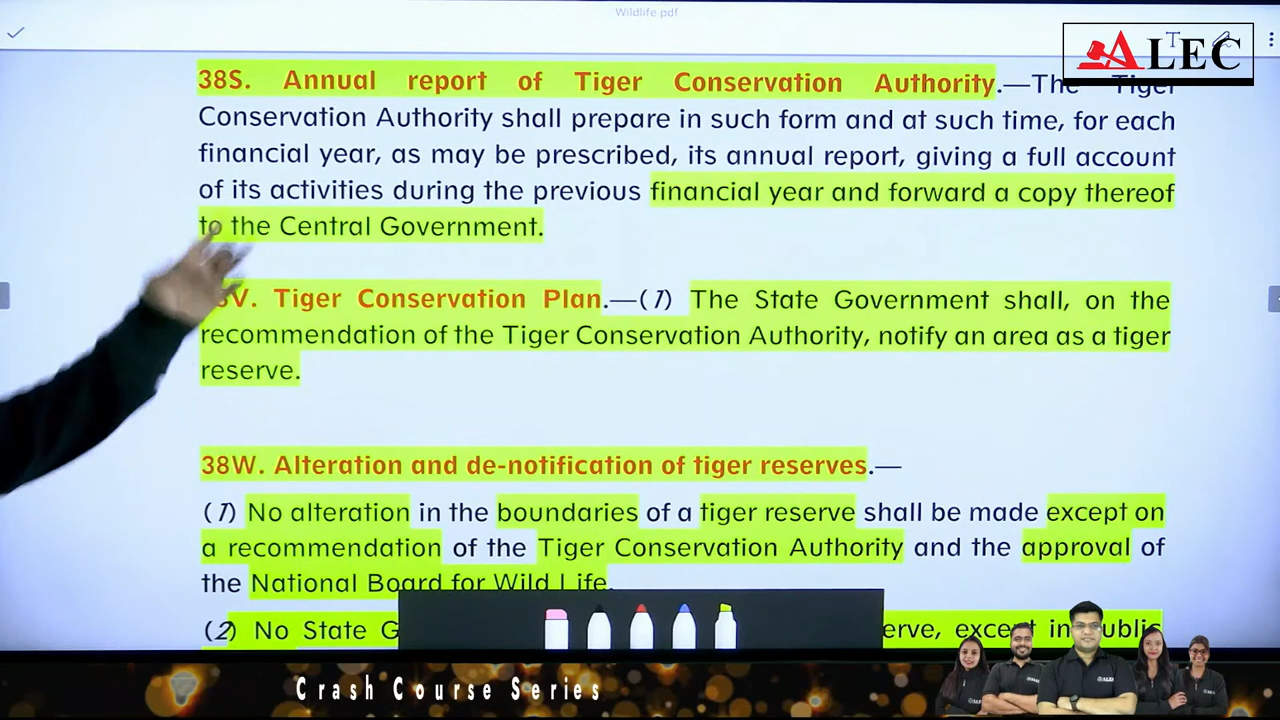 Wildlife.pdf
ALEC
38S. Annual report of Tiger Conservation Authority.—The Tiger
Conservation Authority shall prepare in such form and at such time, for each
financial year, as may be prescribed, its annual report, giving a full account
of its activities during the previous financial year and forward a copy thereof
to the Central Government.
V. Tiger Conservation Plan.—(1) The State Government shall, on the
recommendation of the Tiger Conservation Authority, notify an area as a tiger
reserve.
38W. Alteration and de-notification of tiger reserves.—
(1) No alteration in the boundaries of a tiger reserve shall be made except on
a recommendation of the Tiger Conservation Authority and the approval of
the National Board for Wild Life.
(2) No State except in
Crash Course Series